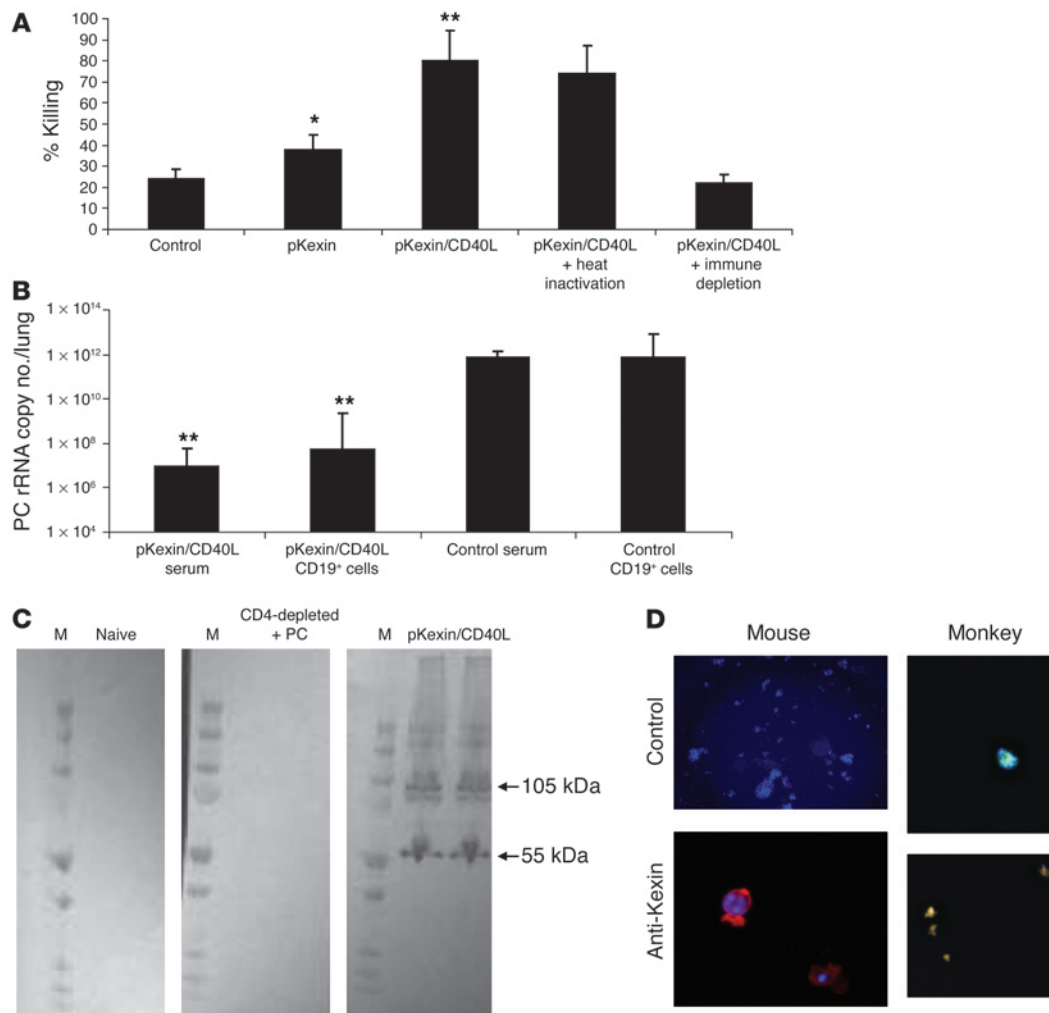 A
% Killing
100
90
80
70
60
50
40
30
20
10
0
*
**
Control
pKexin
pKexin/CD40L
pKexin/CD40L
+ heat
inactivation
pKexin/CD40L
+ immune
depletion
B
PC rRNA copy no./lung
1 × 10¹⁴
1 × 10¹²
1 × 10¹⁰
1 × 10⁸
1 × 10⁶
1 × 10⁴
**
**
pKexin/CD40L
serum
pKexin/CD40L
CD19⁺ cells
Control serum
Control
CD19⁺ cells
C
M
Naive
M
CD4-depleted
+ PC
M
pKexin/CD40L
105 kDa
55 kDa
D
Mouse
Monkey
Control
Anti-Kexin